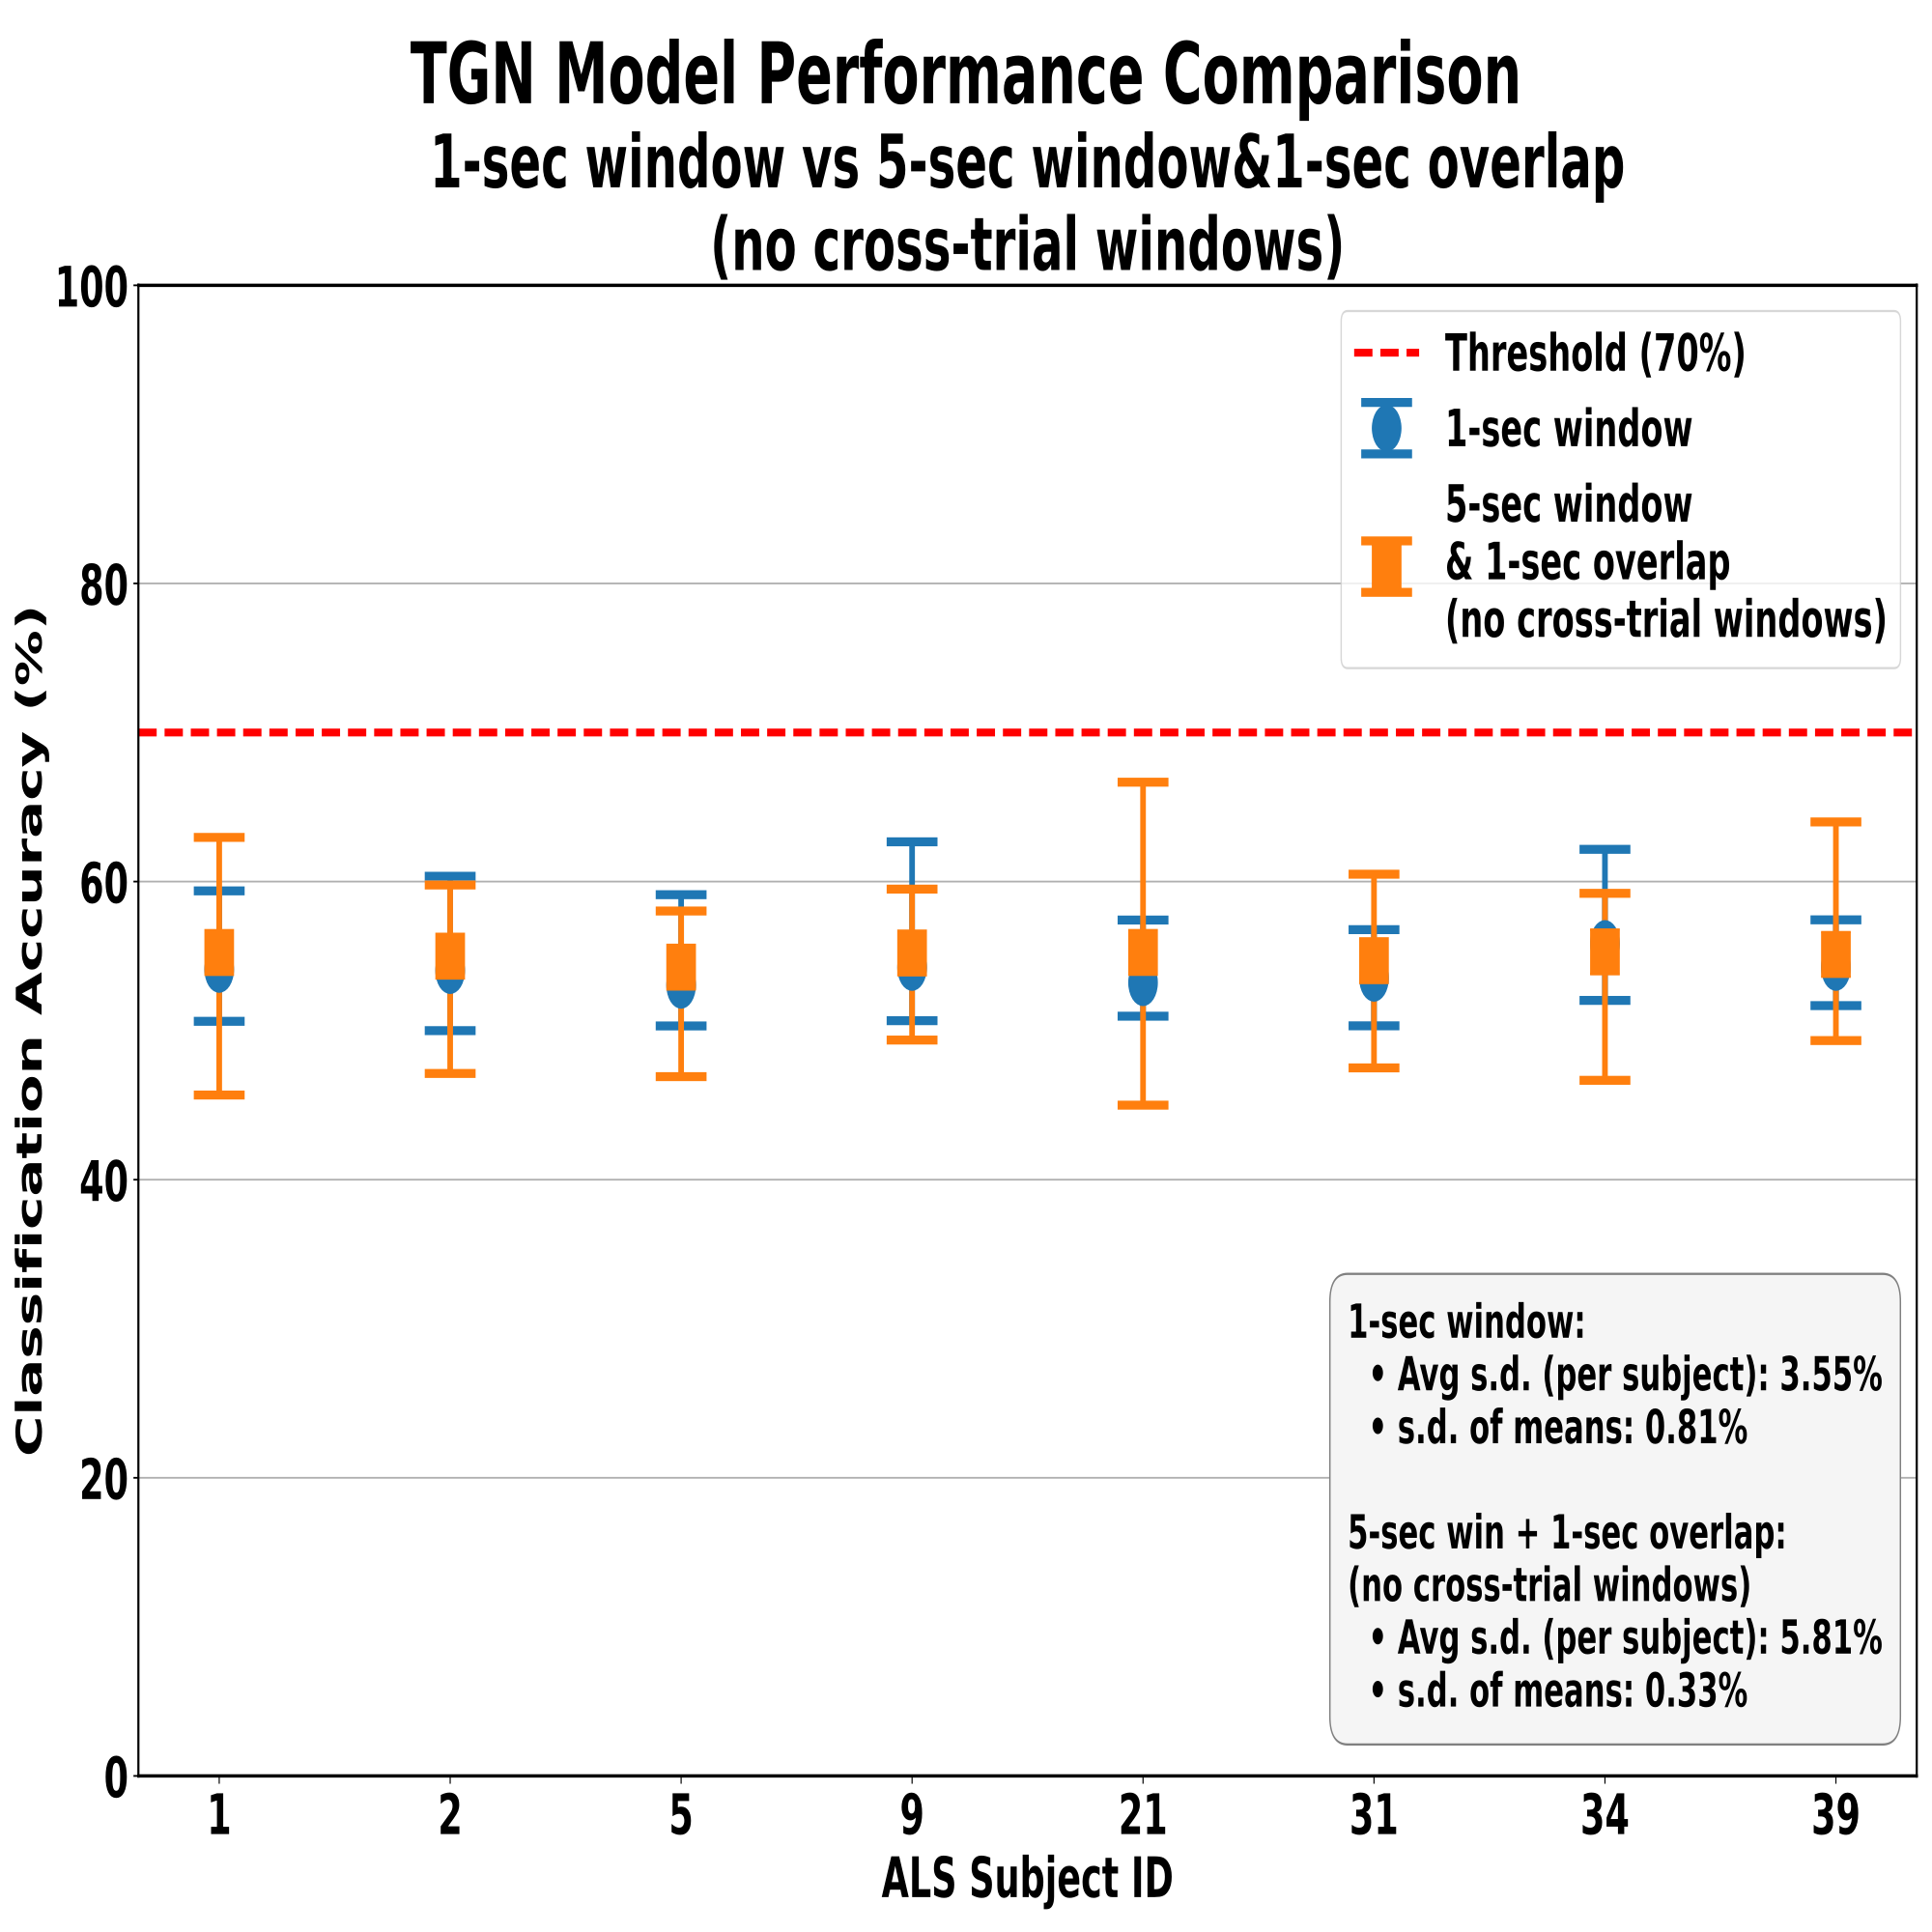 TGN Model Performance Comparison
1-sec window vs 5-sec window&1-sec overlap
(no cross-trial windows)
Classification Accuracy (%)
100
80
60
40
20
0
Threshold (70%)
1-sec window
5-sec window
& 1-sec overlap
(no cross-trial windows)
1-sec window:
• Avg s.d. (per subject): 3.55%
• s.d. of means: 0.81%
5-sec win + 1-sec overlap:
(no cross-trial windows)
• Avg s.d. (per subject): 5.81%
• s.d. of means: 0.33%
1 2 5 9 21 31 34 39
ALS Subject ID